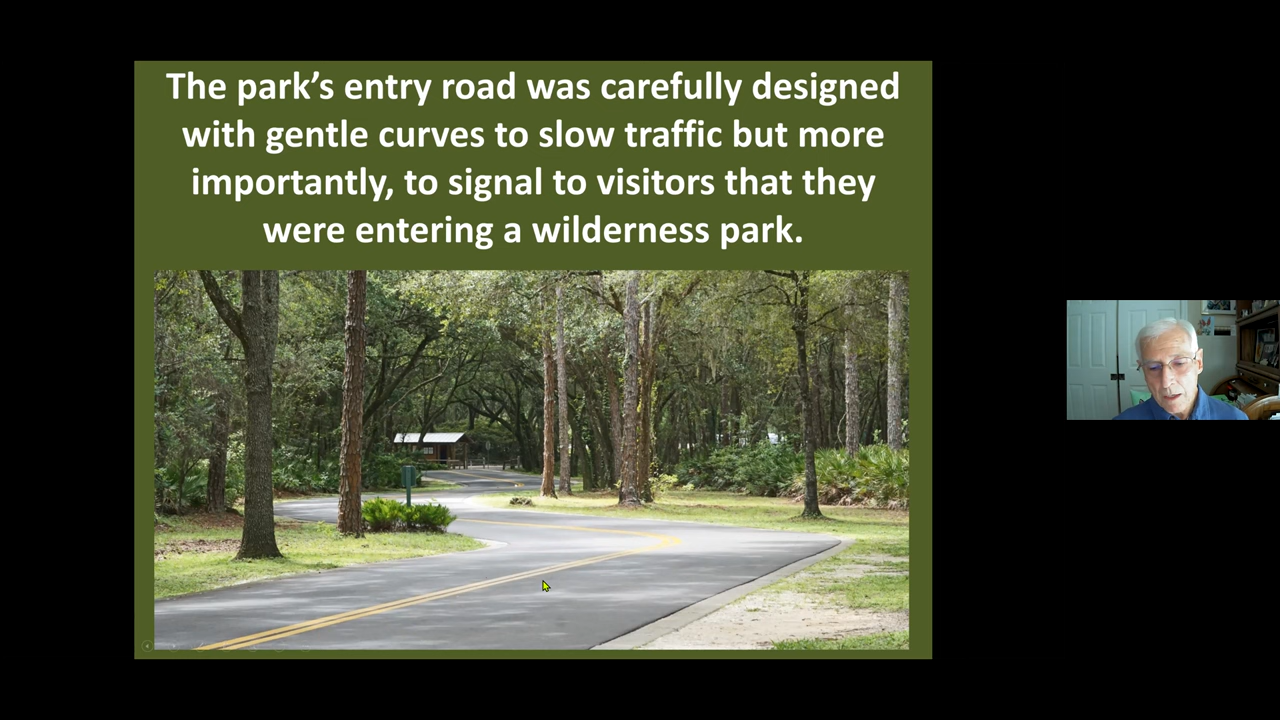 The park’s entry road was carefully designed
with gentle curves to slow traffic but more
importantly, to signal to visitors that they
were entering a wilderness park.